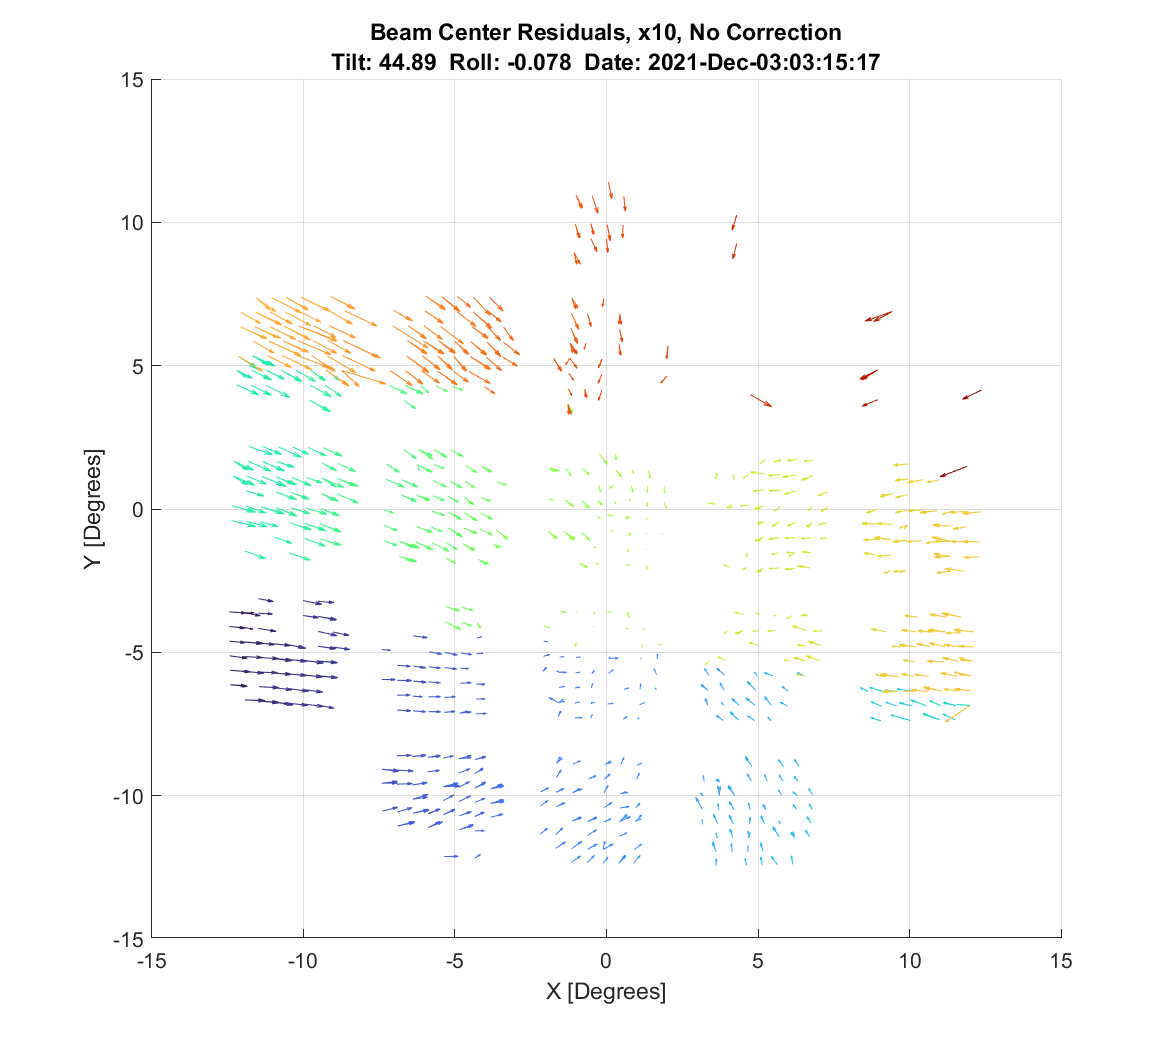 Beam Center Residuals, x10, No Correction
Tilt: 44.89 Roll: -0.078 Date: 2021-Dec-03:03:15:17
15
10
5
0
-5
-10
-15
Y [Degrees]
-15 -10 -5 0 5 10 15
X [Degrees]